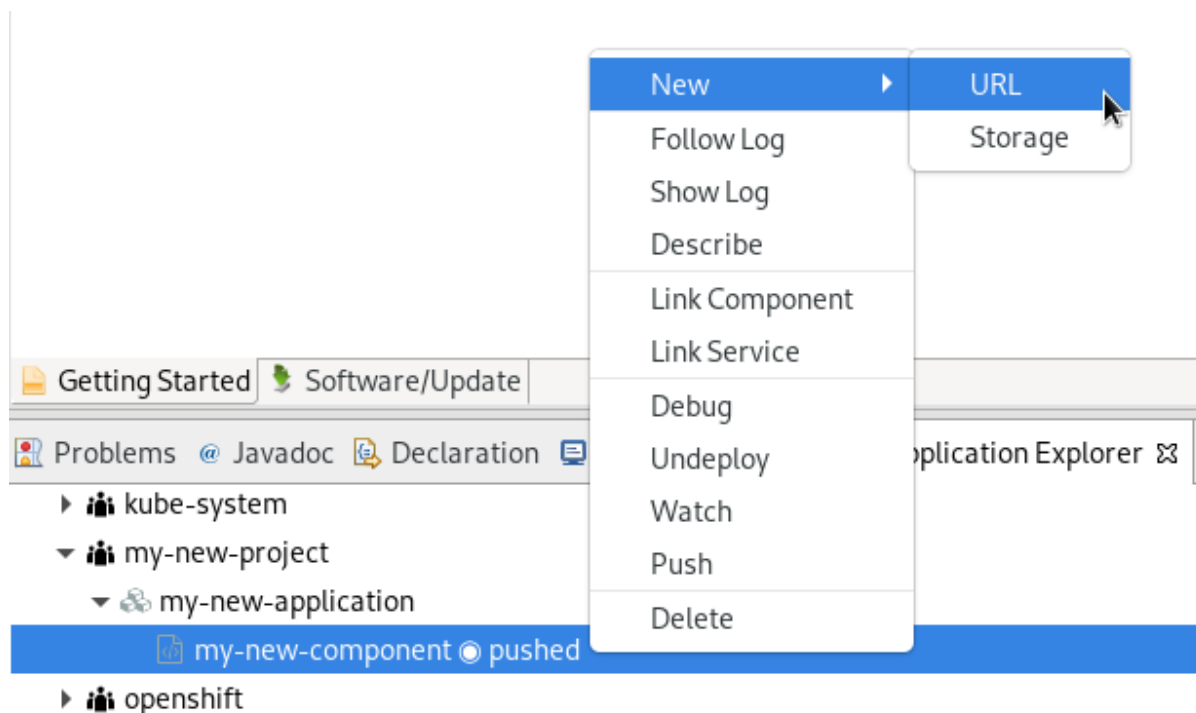 New
URL
Follow Log
Storage
Show Log
Describe
Link Component
Link Service
Getting Started
Software/Update
Debug
Problems @ Javadoc Declaration
Undeploy
Application Explorer
kube-system
Watch
my-new-project
Push
my-new-application
Delete
my-new-component pushed
openshift